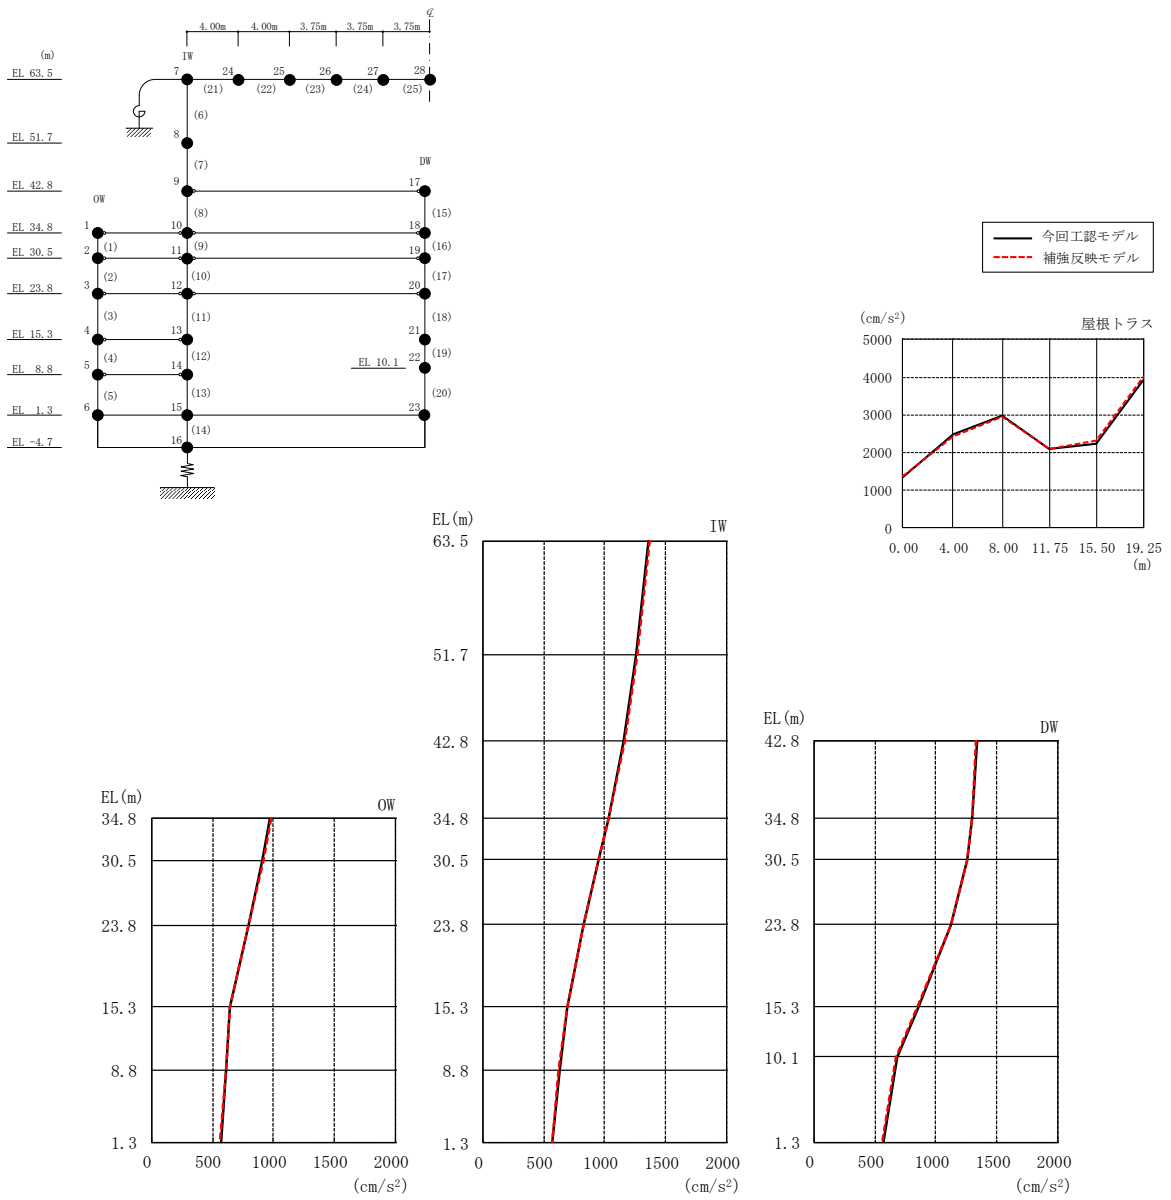 ℄
4.00m 4.00m 3.75m 3.75m 3.75m
(m) IW
EL 63.5 7 24 25 26 27 28
(21) (22) (23) (24) (25)
(6)
EL 51.7 8
(7)
DW
EL 42.8 9 17
OW
(8) (15)
EL 34.8 1 10 18
(1) (9) (16)
EL 30.5 2 11 19
(2) (10) (17)
EL 23.8 3 12 20
(3) (11) (18)
EL 15.3 4 13 21
(4) (12) (19)
EL 10.1 22
EL 8.8 5 14
(5) (13) (20)
EL 1.3 6 15 23
(14)
EL -4.7 16
今回工認モデル
補強反映モデル
(cm/s²) 屋根トラス
5000
4000
3000
2000
1000
0
0.00 4.00 8.00 11.75 15.50 19.25
(m)
EL(m) OW
34.8
30.5
23.8
15.3
8.8
1.3
0 500 1000 1500 2000
(cm/s²)
EL(m) IW
63.5
51.7
42.8
34.8
30.5
23.8
15.3
8.8
1.3
0 500 1000 1500 2000
(cm/s²)
EL(m) DW
42.8
34.8
30.5
23.8
15.3
10.1
1.3
0 500 1000 1500 2000
(cm/s²)